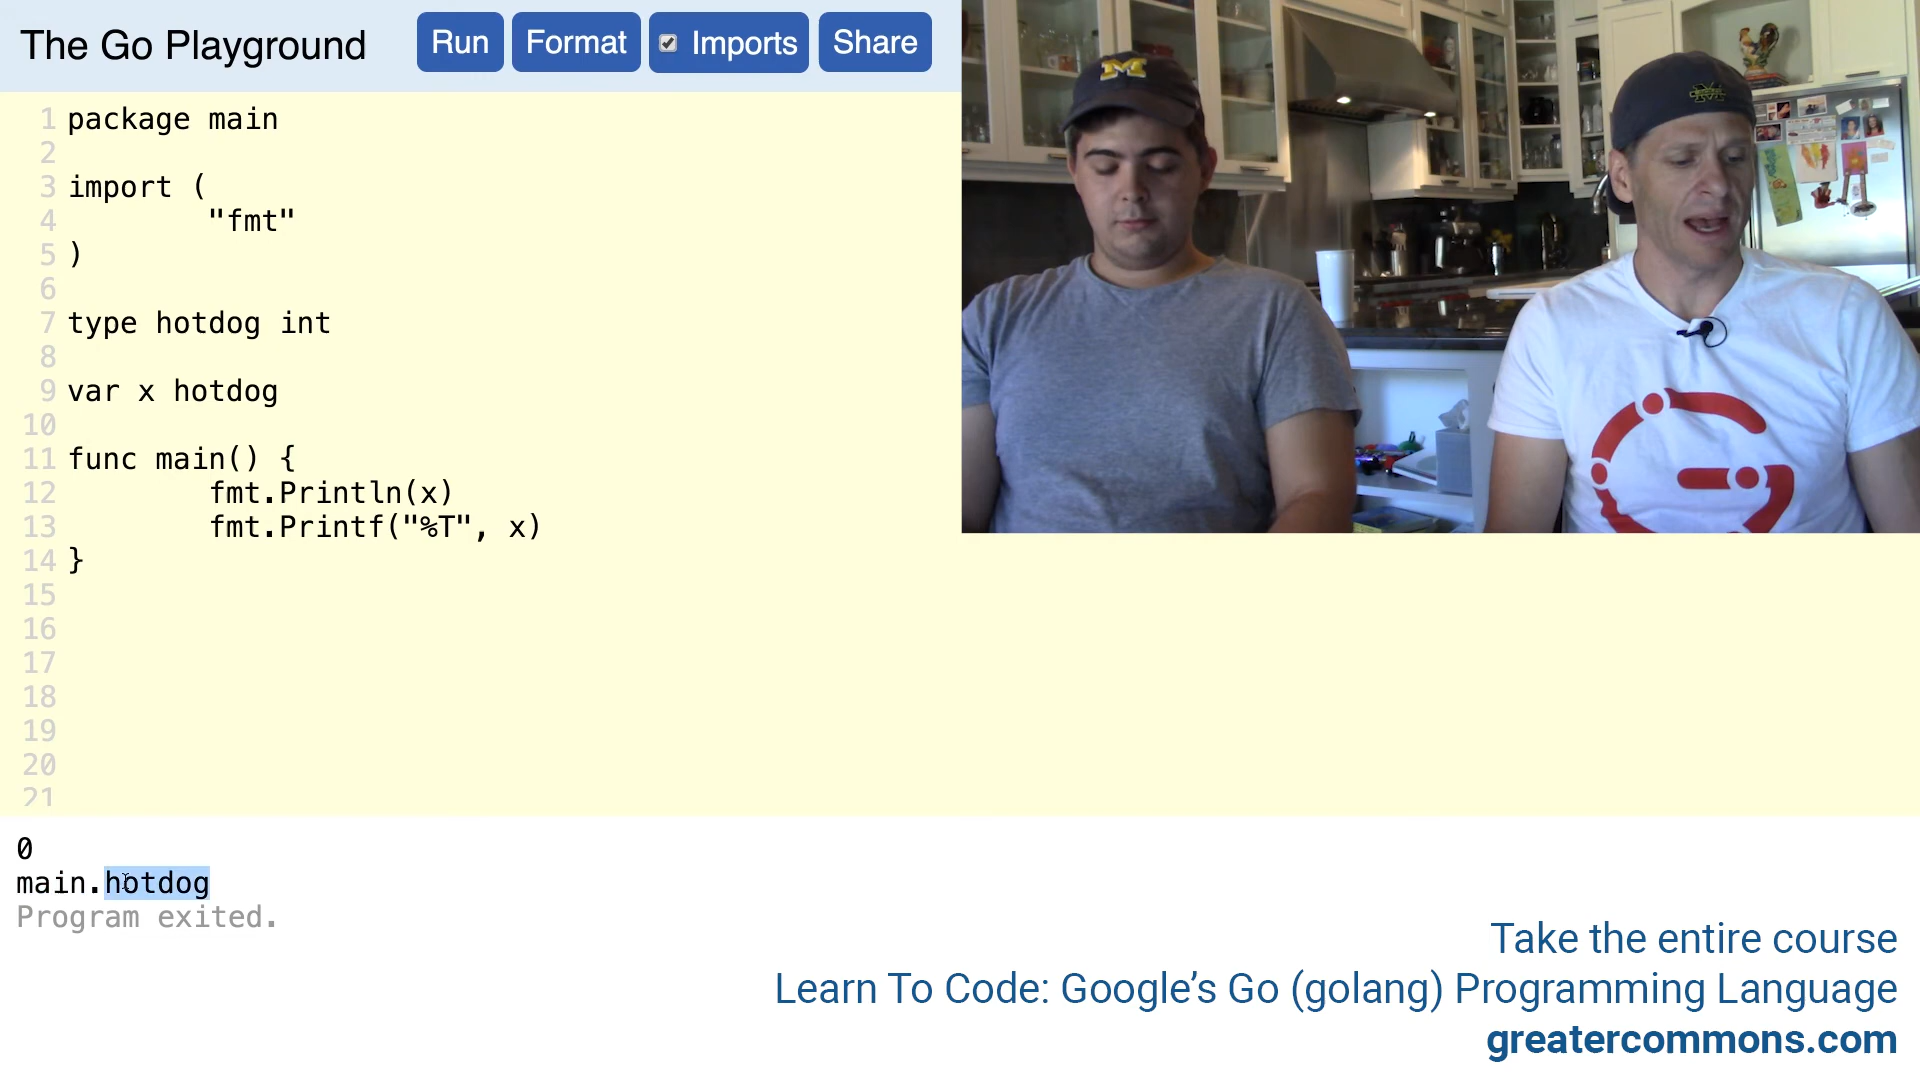 The Go Playground Run Format Imports Share
1 package main
2
3 import (
4 "fmt"
5 )
6
7 type hotdog int
8
9 var x hotdog
10
11 func main() {
12 fmt.Println(x)
13 fmt.Printf("%T", x)
14 }
15
16
17
18
19
20
21
M
M
0
main.hotdog
Program exited.
Take the entire course
Learn To Code: Google’s Go (golang) Programming Language
greatercommons.com